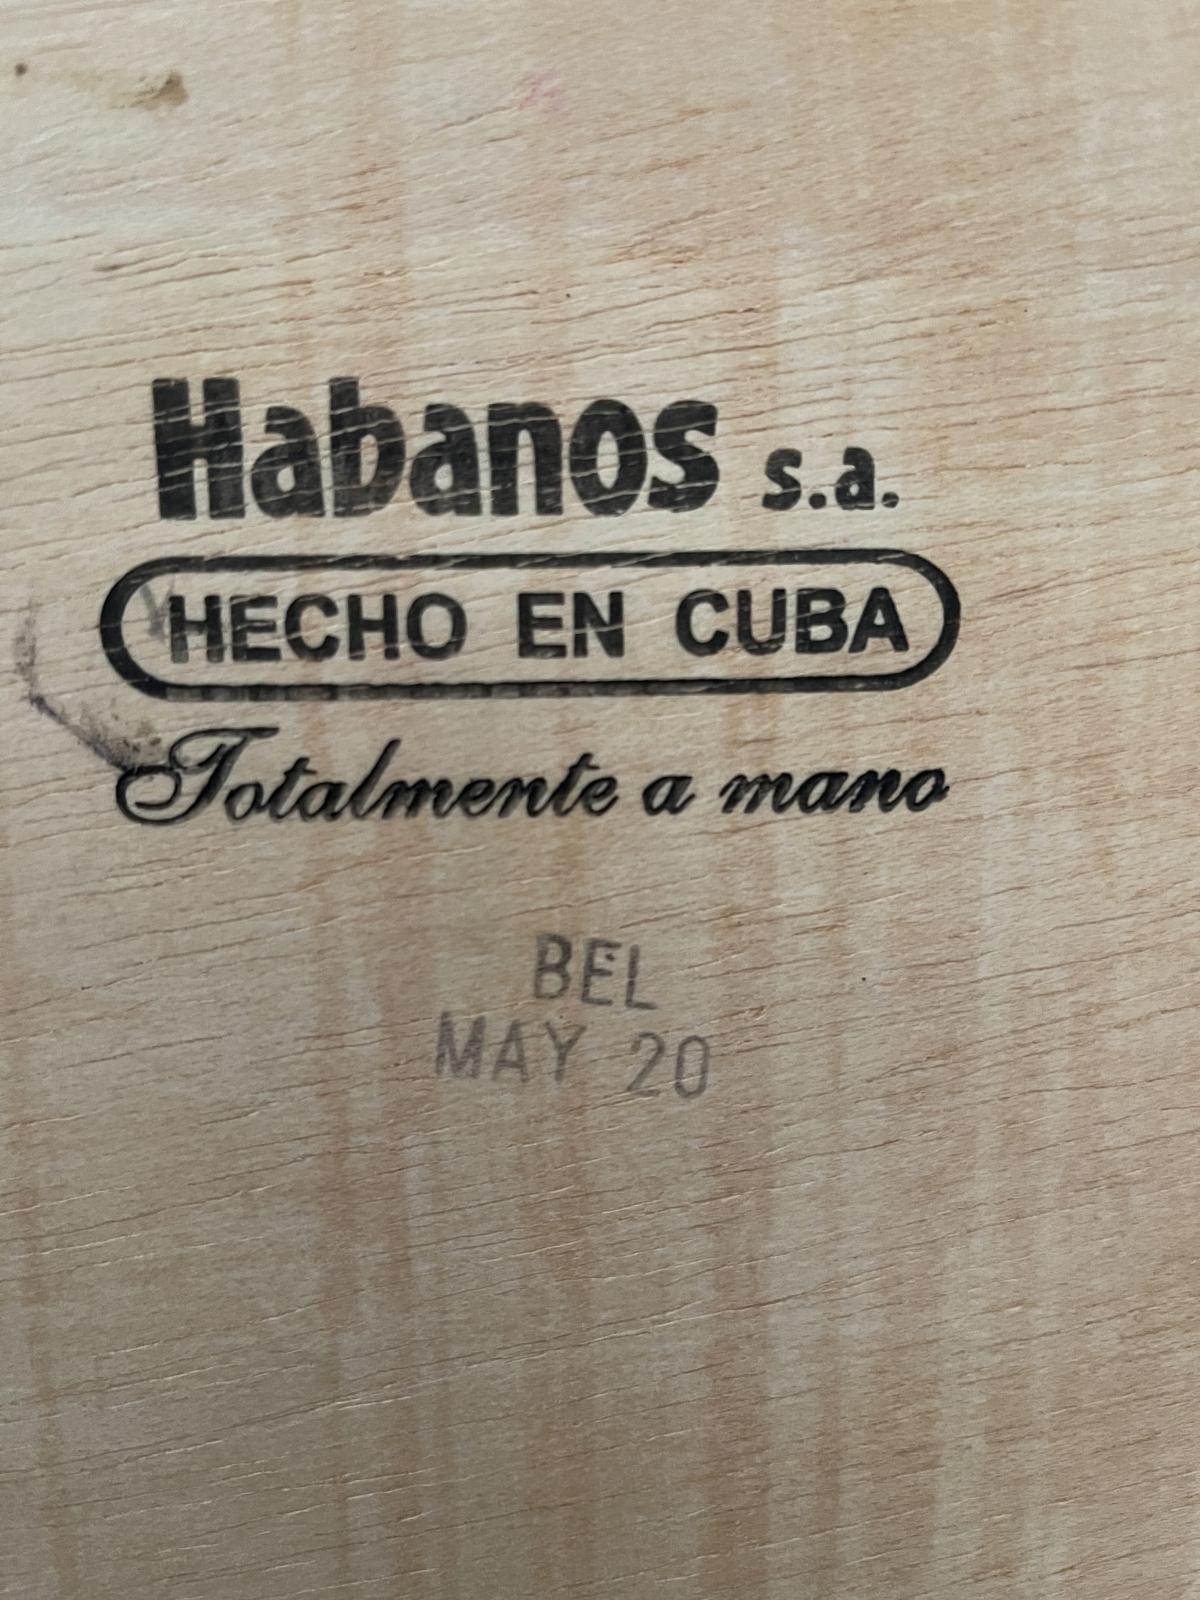 Habanos s.a.
HECHO EN CUBA
Totalmente a mano
BEL
MAY 20